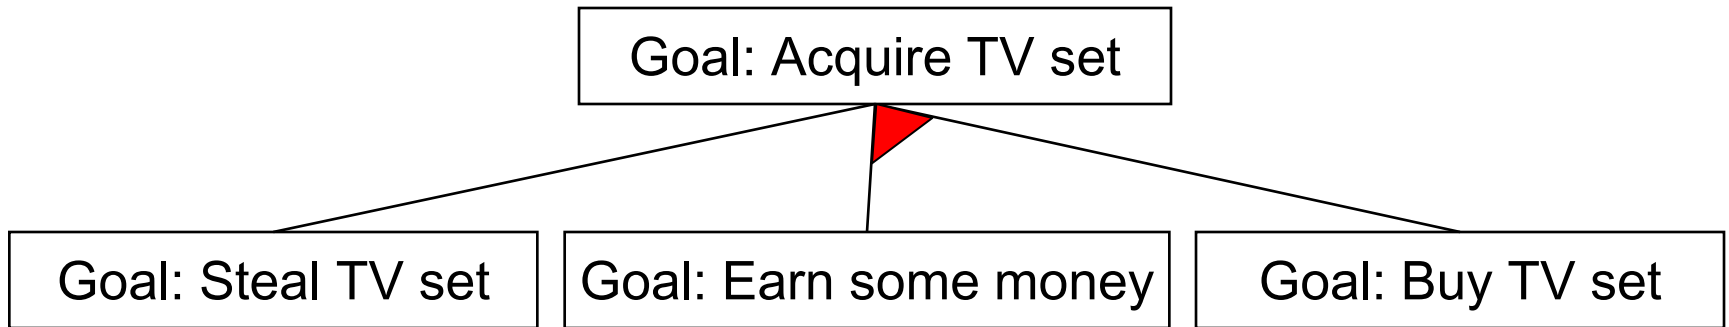 Goal: Acquire TV set
Goal: Steal TV set
Goal: Earn some money
Goal: Buy TV set